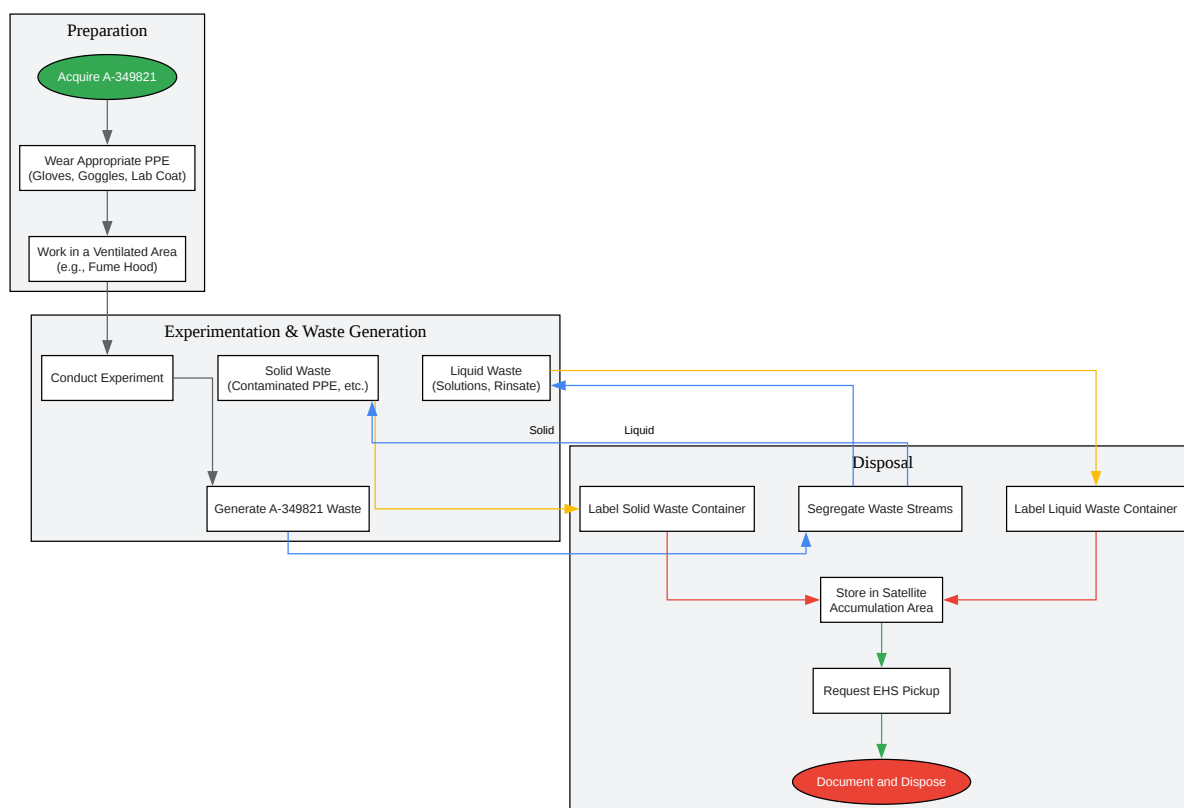 Preparation
Acquire A-349821
Wear Appropriate PPE
(Gloves, Goggles, Lab Coat)
Work in a Ventilated Area
(e.g., Fume Hood)
Experimentation & Waste Generation
Conduct Experiment
Solid Waste
(Contaminated PPE, etc.)
Liquid Waste
(Solutions, Rinsate)
Solid
Liquid
Generate A-349821 Waste
Disposal
Label Solid Waste Container
Segregate Waste Streams
Label Liquid Waste Container
Store in Satellite
Accumulation Area
Request EHS Pickup
Document and Dispose